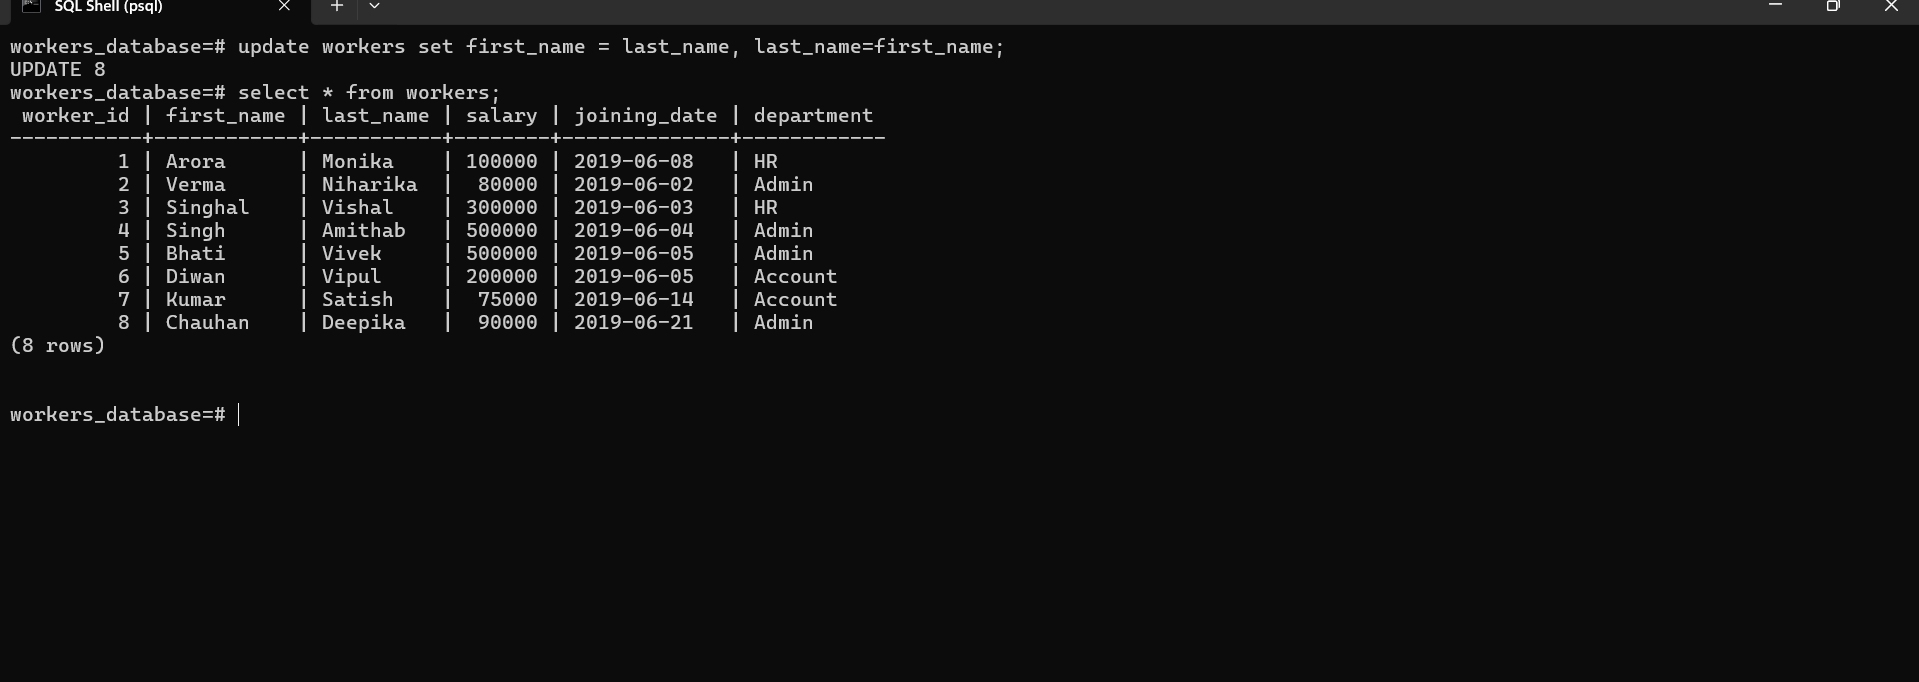 SQL Shell (psql)
workers_database=# update workers set first_name = last_name, last_name=first_name;
UPDATE 8
workers_database=# select * from workers;
 worker_id | first_name | last_name | salary | joining_date | department
-----------+------------+-----------+--------+--------------+------------
         1 | Arora      | Monika    | 100000 | 2019-06-08   | HR
         2 | Verma      | Niharika  |  80000 | 2019-06-02   | Admin
         3 | Singhal    | Vishal    | 300000 | 2019-06-03   | HR
         4 | Singh      | Amithab   | 500000 | 2019-06-04   | Admin
         5 | Bhati      | Vivek     | 500000 | 2019-06-05   | Admin
         6 | Diwan      | Vipul     | 200000 | 2019-06-05   | Account
         7 | Kumar      | Satish    |  75000 | 2019-06-14   | Account
         8 | Chauhan    | Deepika   |  90000 | 2019-06-21   | Admin
(8 rows)
workers_database=#